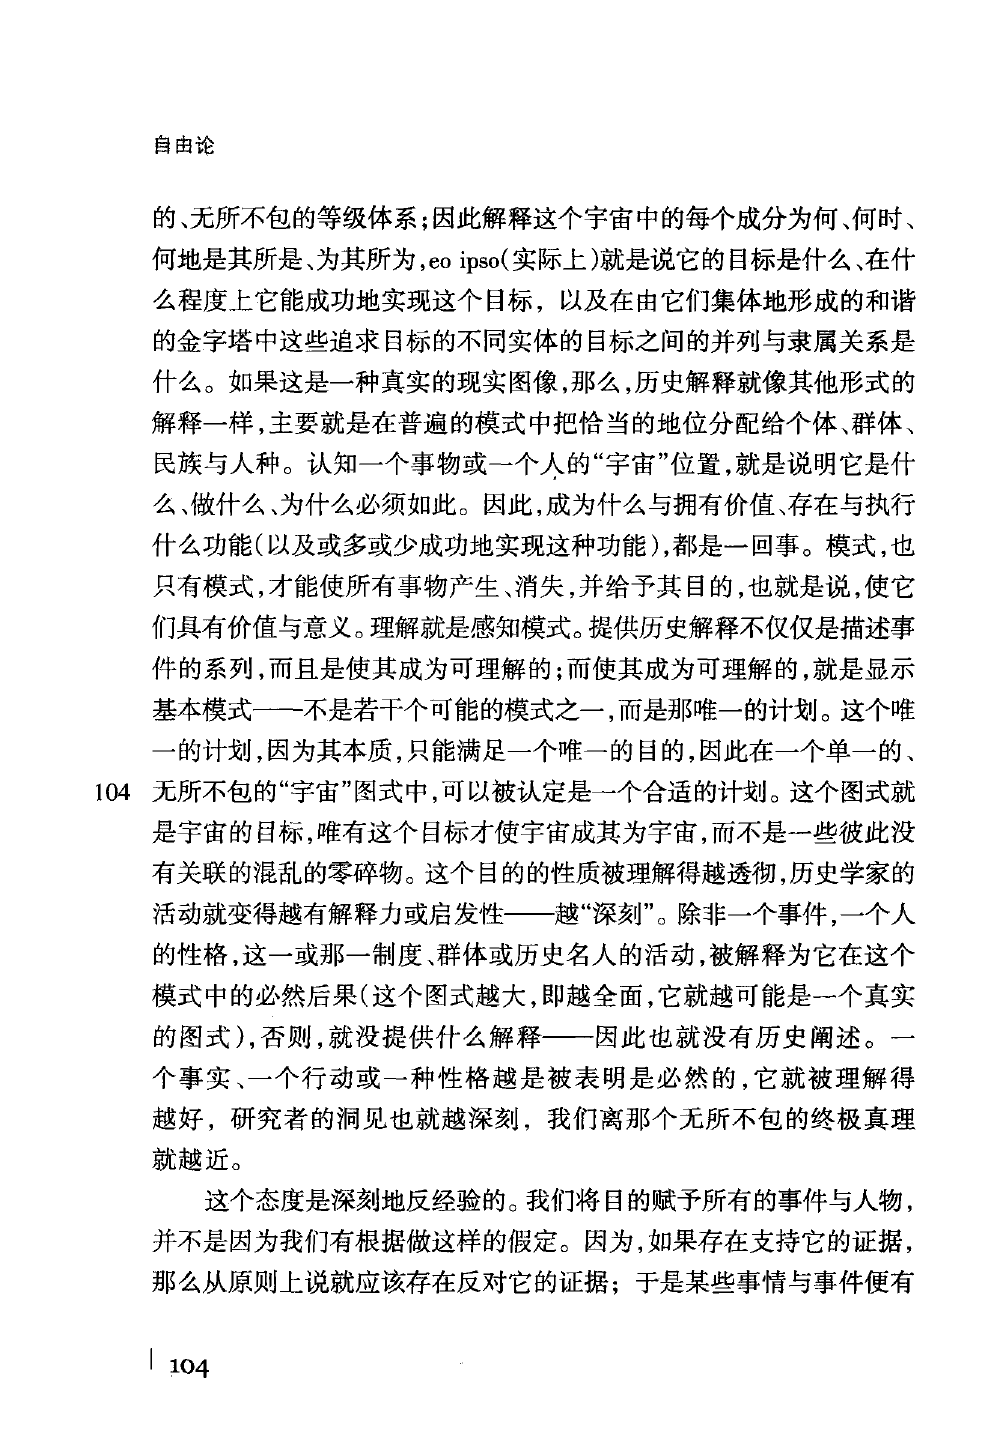 自由论
的、无所不包的等级体系;因此解释这个宇宙中的每个成分为何、何时、
何地是其所是、为其所为,eo ipso(实际上)就是说它的目标是什么、在什
么程度上它能成功地实现这个目标，以及在由它们集体地形成的和谐
的金字塔中这些追求目标的不同实体的目标之间的并列与隶属关系是
什么。如果这是一种真实的现实图像,那么,历史解释就像其他形式的
解释一样,主要就是在普遍的模式中把恰当的地位分配给个体、群体、
民族与人种。认知一个事物或一个人的“宇宙”位置,就是说明它是什
么、做什么、为什么必须如此。因此,成为什么与拥有价值、存在与执行
什么功能(以及或多或少成功地实现这种功能),都是一回事。模式,也
只有模式,才能使所有事物产生、消失,并给予其目的,也就是说,使它
们具有价值与意义。理解就是感知模式。提供历史解释不仅仅是描述事
件的系列,而且是使其成为可理解的;而使其成为可理解的,就是显示
基本模式——不是若干个可能的模式之一,而是那唯一的计划。这个唯
一的计划,因为其本质,只能满足一个唯一的目的,因此在一个单一的、
104 无所不包的“宇宙”图式中,可以被认定是一个合适的计划。这个图式就
是宇宙的目标,唯有这个目标才使宇宙成其为宇宙,而不是一些彼此没
有关联的混乱的零碎物。这个目的的性质被理解得越透彻,历史学家的
活动就变得越有解释力或启发性——越“深刻”。除非一个事件,一个人
的性格,这一或那一制度、群体或历史名人的活动,被解释为它在这个
模式中的必然后果(这个图式越大,即越全面,它就越可能是一个真实
的图式),否则,就没提供什么解释——因此也就没有历史阐述。一
个事实、一个行动或一种性格越是被表明是必然的,它就被理解得
越好，研究者的洞见也就越深刻，我们离那个无所不包的终极真理
就越近。
这个态度是深刻地反经验的。我们将目的赋予所有的事件与人物,
并不是因为我们有根据做这样的假定。因为,如果存在支持它的证据,
那么从原则上说就应该存在反对它的证据；于是某些事情与事件便有
104